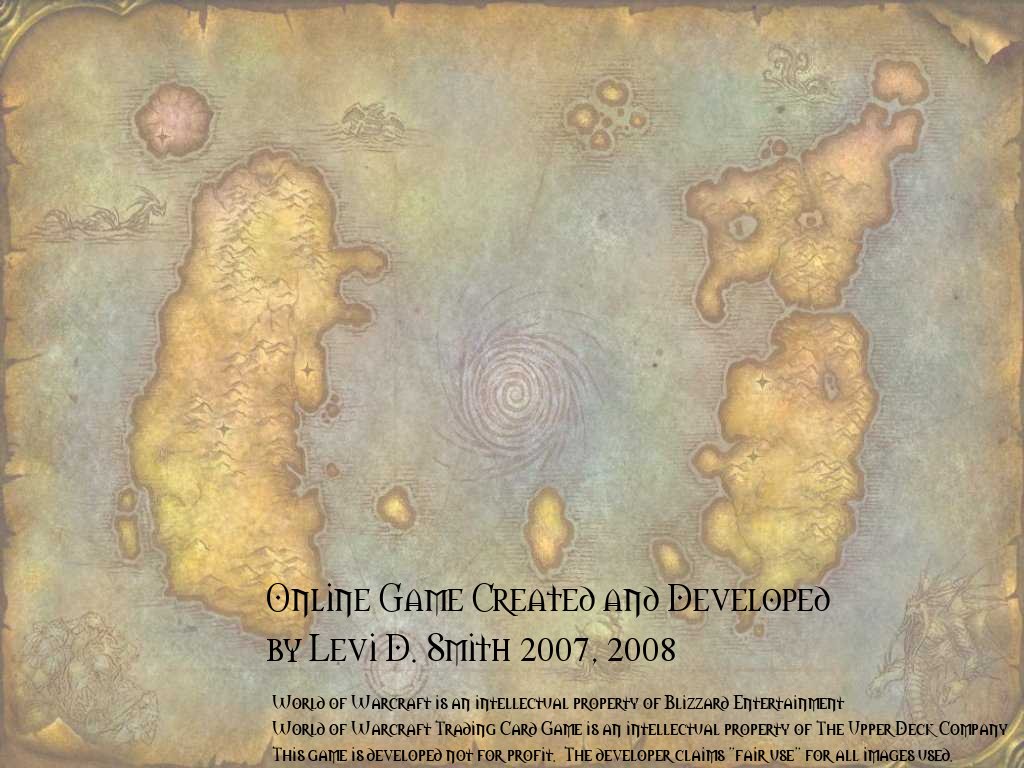 Online Game Created and Developed
by Levi D. Smith 2007, 2008
World of Warcraft is an intellectual property of Blizzard Entertainment
World of Warcraft Trading Card Game is an intellectual property of The Upper Deck Company
This game is developed not for profit. The developer claims "fair use" for all images used.